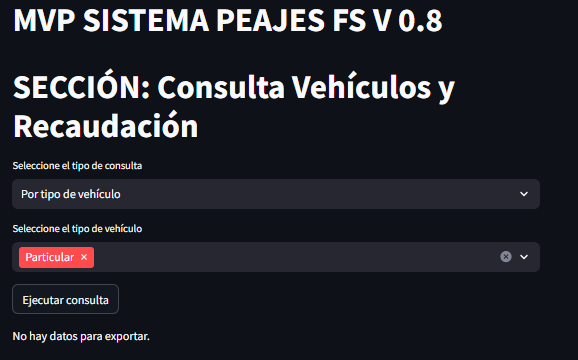 MVP SISTEMA PEAJES FS V 0.8
SECCIÓN: Consulta Vehículos y
Recaudación
Seleccione el tipo de consulta
Por tipo de vehículo
Seleccione el tipo de vehículo
Particular ×
Ejecutar consulta
No hay datos para exportar.